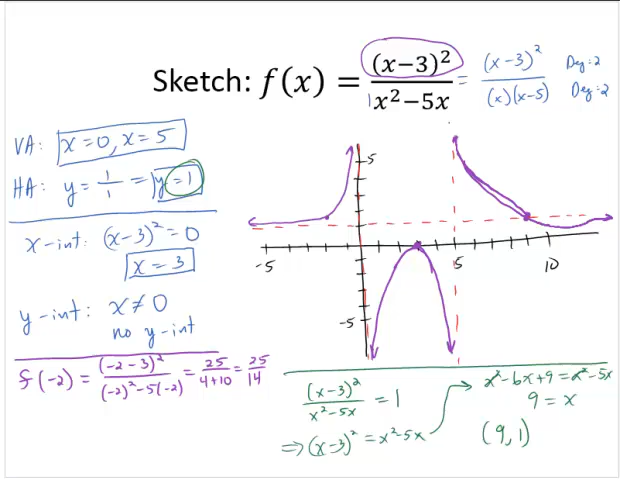 Sketch: f(x) = (x−3)² / x²−5x = (x−3)² / (x)(x−5)
Deg: 2
Deg: 2
VA: x=0, x=5
HA: y = 1/1 = y=1
x-int: (x-3)² = 0
x = 3
y-int: x ≠ 0
no y-int
f(-2) = (-2-3)² / (-2)²-5(-2) = 25 / 4+10 = 25/14
5
-5
5
10
-5
(x-3)² / x²-5x = 1
⇒ (x-3)² = x²-5x
→ x²-6x+9 = x²-5x
9 = x
(9, 1)